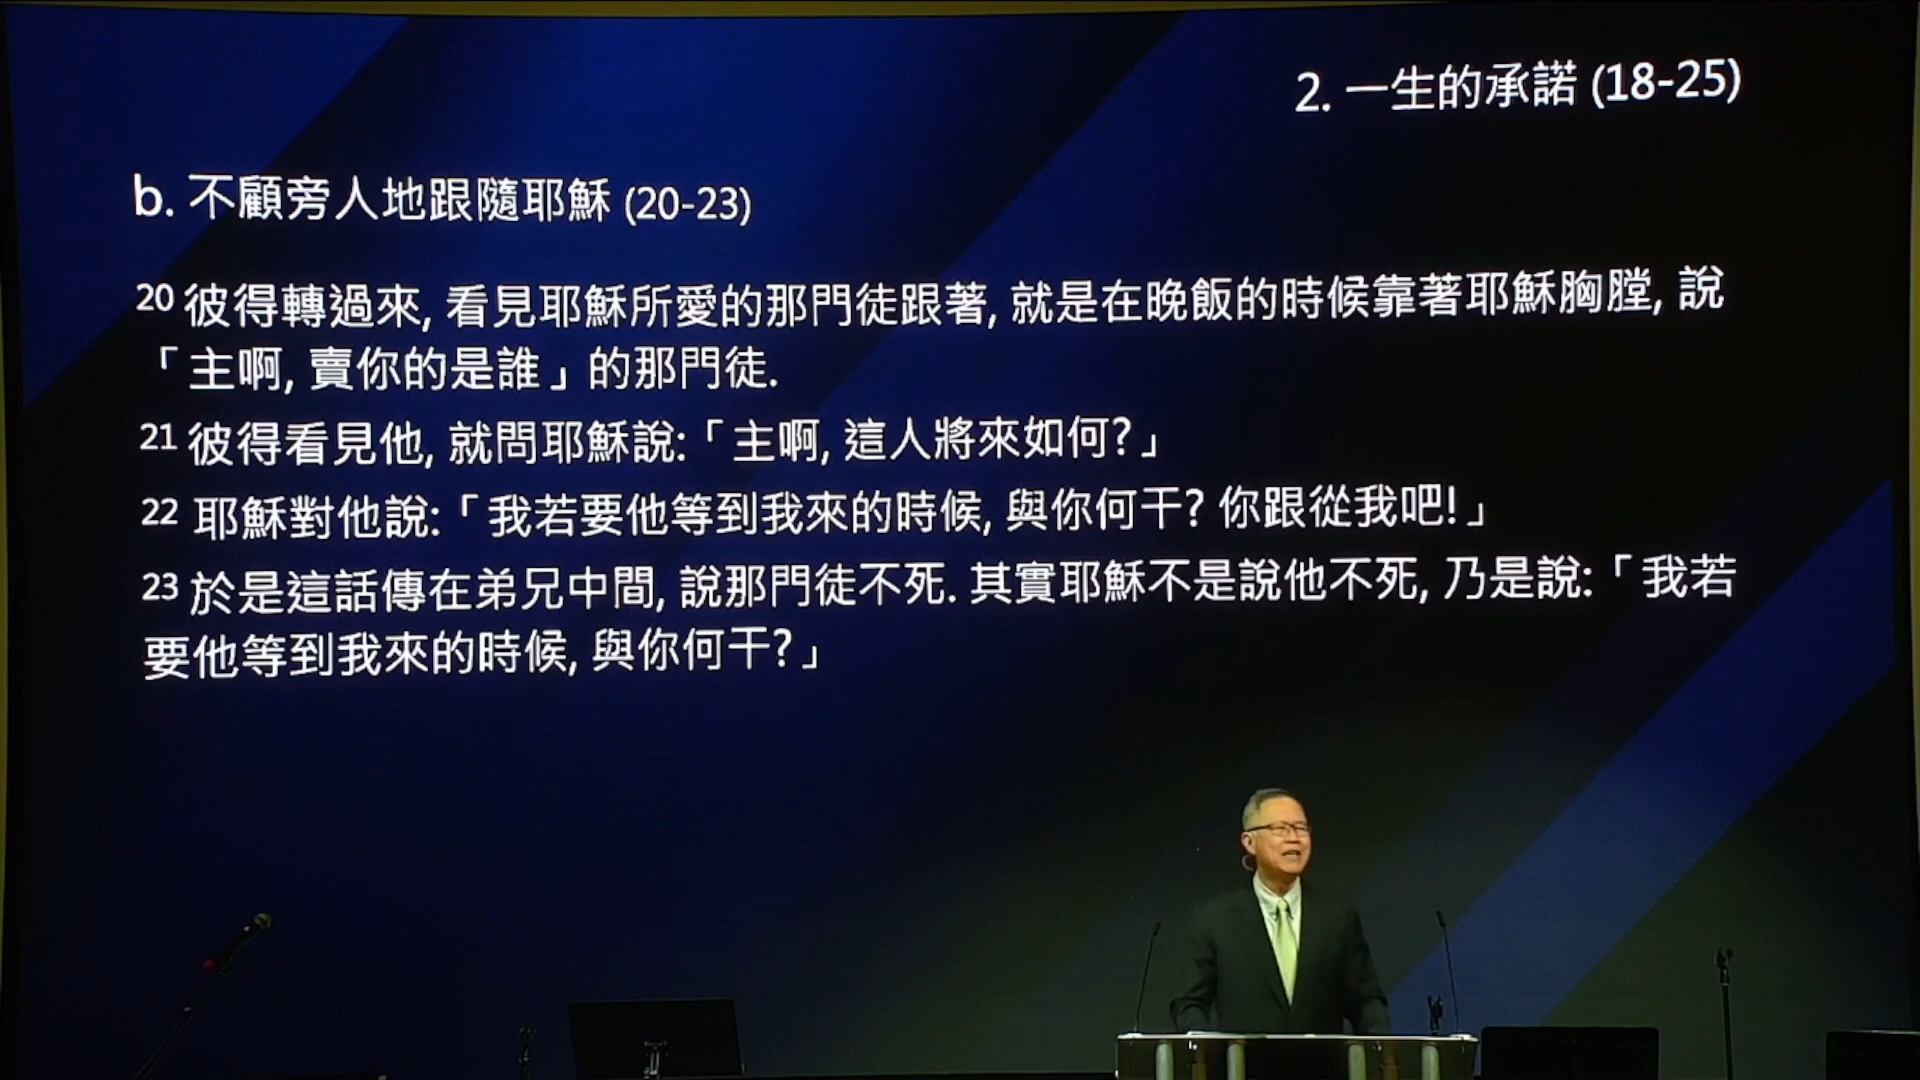 2. 一生的承諾 (18-25)
b. 不顧旁人地跟隨耶穌 (20-23)
20 彼得轉過來, 看見耶穌所愛的那門徒跟著, 就是在晚飯的時候靠著耶穌胸膛, 說
「主啊, 賣你的是誰」的那門徒.
21 彼得看見他, 就問耶穌說:「主啊, 這人將來如何?」
22 耶穌對他說:「我若要他等到我來的時候, 與你何干? 你跟從我吧!」
23 於是這話傳在弟兄中間, 說那門徒不死. 其實耶穌不是說他不死, 乃是說:「我若
要他等到我來的時候, 與你何干?」